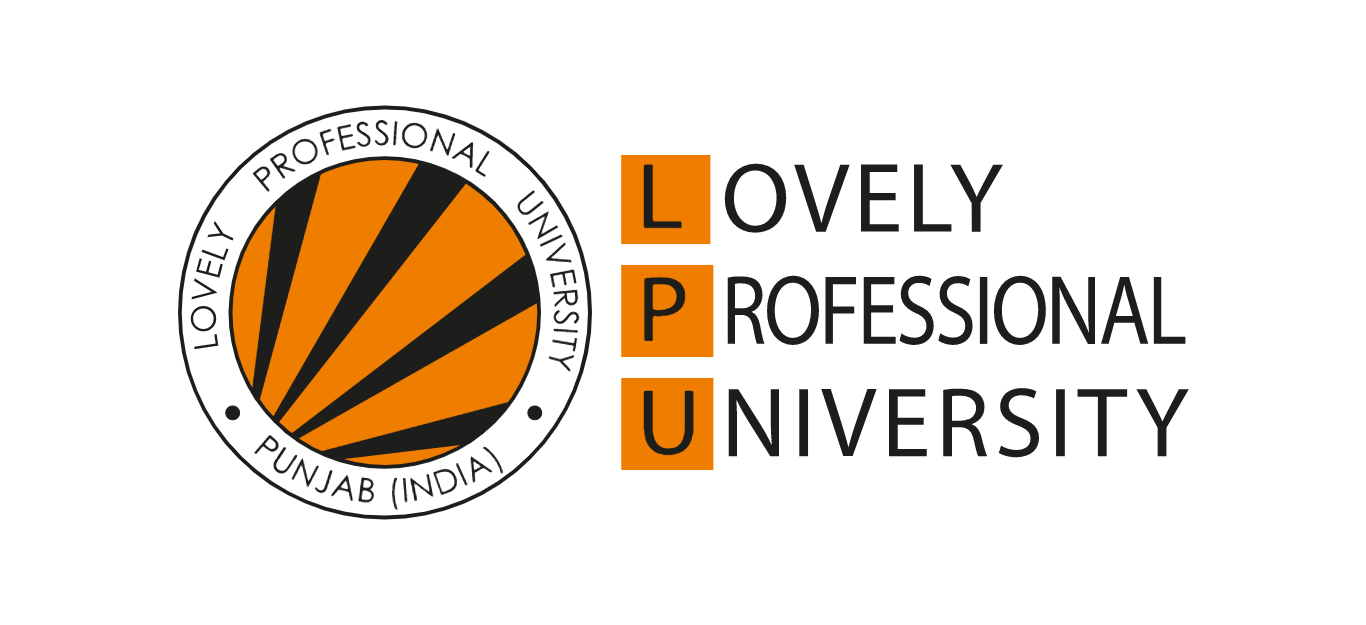 LOVELY PROFESSIONAL UNIVERSITY
• PUNJAB (INDIA) •
LOVELY
PROFESSIONAL
UNIVERSITY